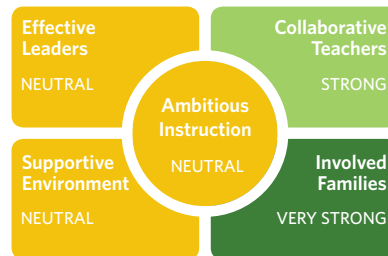 Effective
Leaders
NEUTRAL
Collaborative
Teachers
STRONG
Ambitious
Instruction
NEUTRAL
Supportive
Environment
NEUTRAL
Involved
Families
VERY STRONG